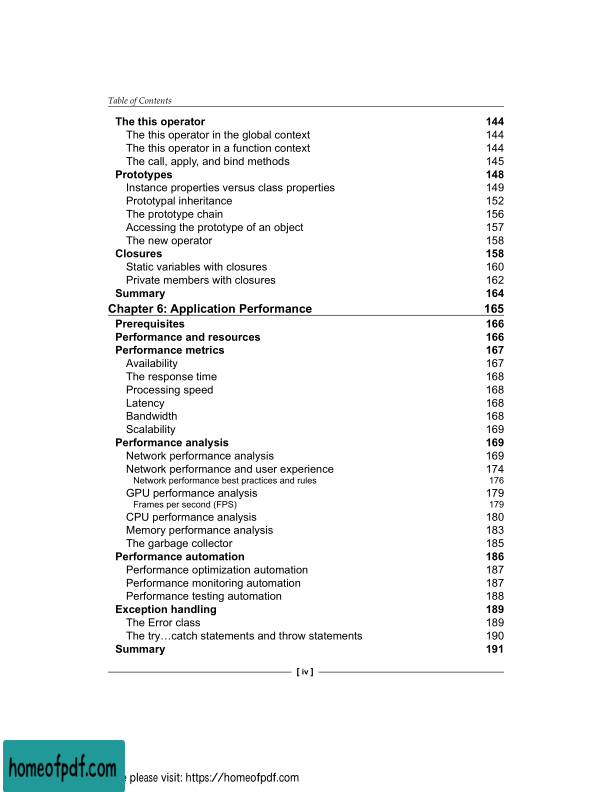 Table of Contents
The this operator 144
The this operator in the global context 144
The this operator in a function context 144
The call, apply, and bind methods 145
Prototypes 148
Instance properties versus class properties 149
Prototypal inheritance 152
The prototype chain 156
Accessing the prototype of an object 157
The new operator 158
Closures 158
Static variables with closures 160
Private members with closures 162
Summary 164
Chapter 6: Application Performance 165
Prerequisites 166
Performance and resources 166
Performance metrics 167
Availability 167
The response time 168
Processing speed 168
Latency 168
Bandwidth 168
Scalability 169
Performance analysis 169
Network performance analysis 169
Network performance and user experience 174
Network performance best practices and rules 176
GPU performance analysis 179
Frames per second (FPS) 179
CPU performance analysis 180
Memory performance analysis 183
The garbage collector 185
Performance automation 186
Performance optimization automation 187
Performance monitoring automation 187
Performance testing automation 188
Exception handling 189
The Error class 189
The try…catch statements and throw statements 190
Summary 191
[ iv ]
homeofpdf.com
please visit: https://homeofpdf.com